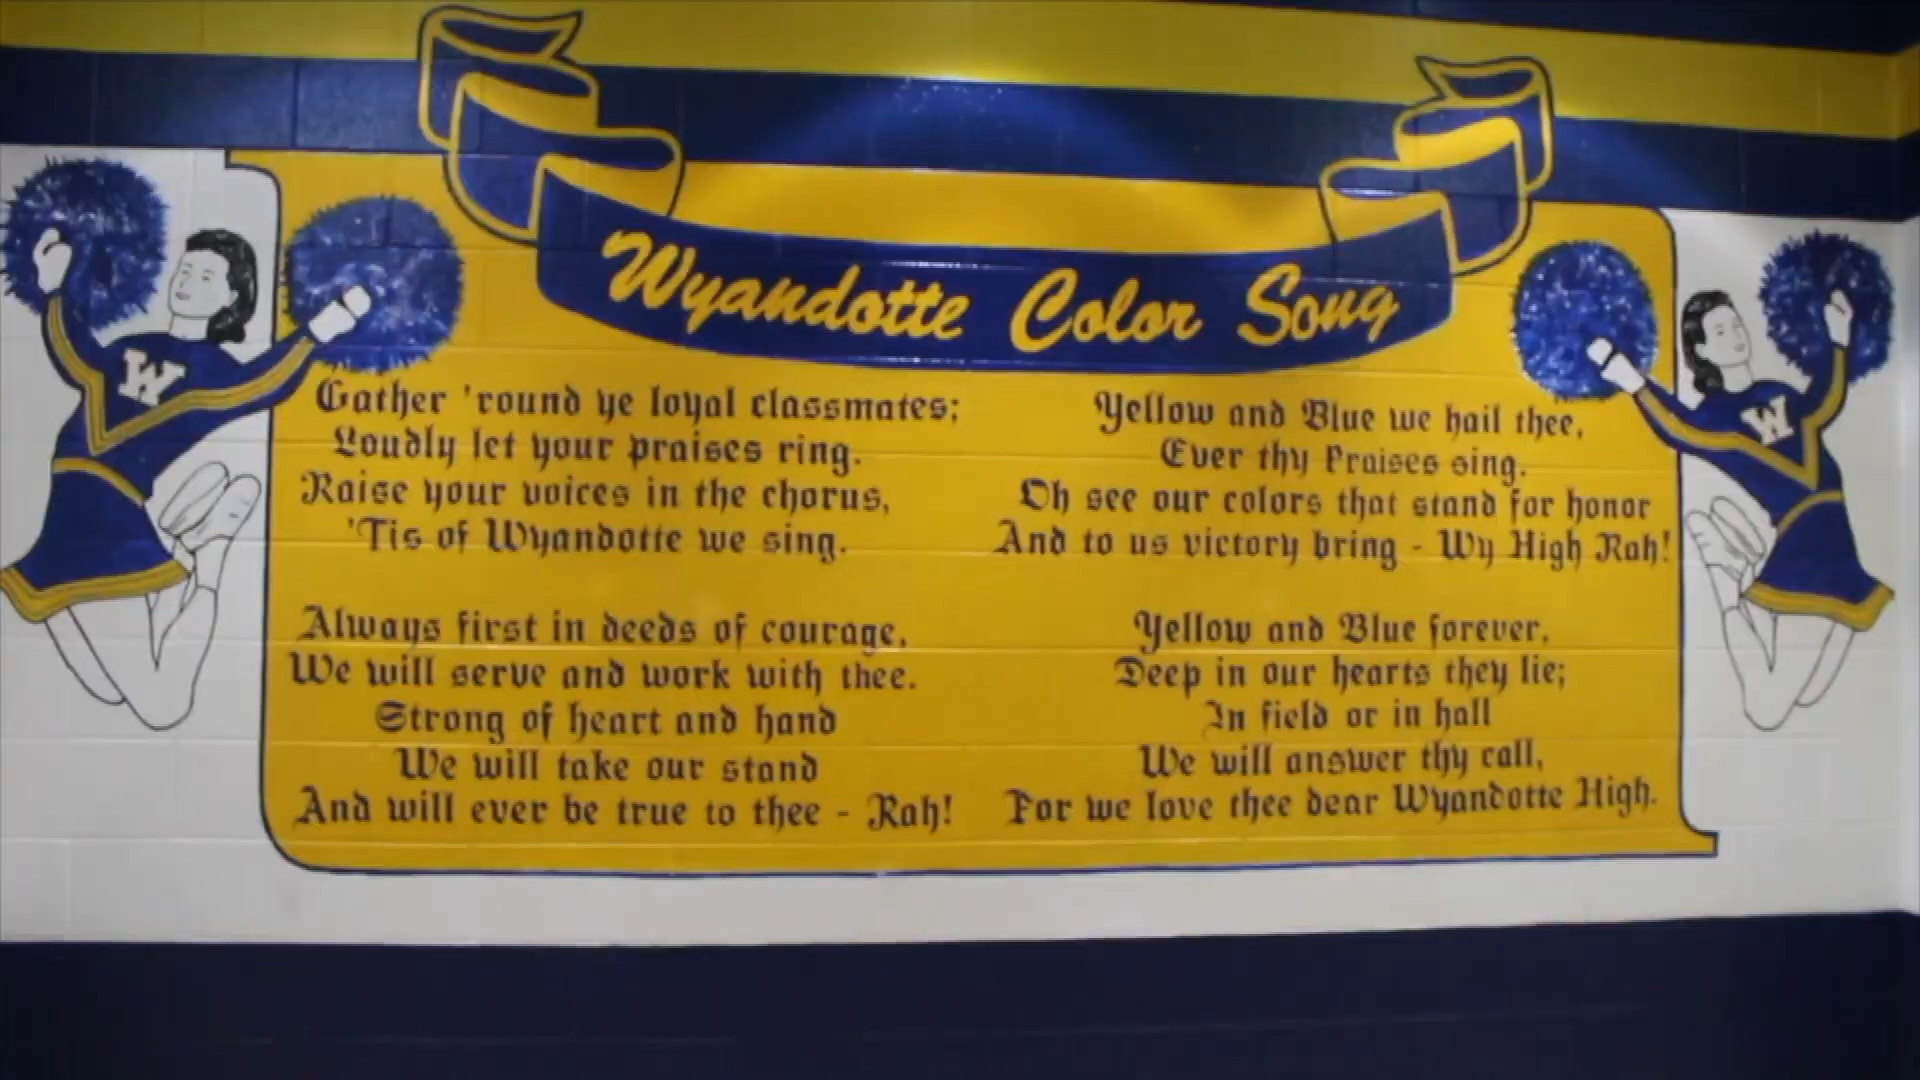 Wyandotte Color Song
W
W
Gather 'round ye loyal classmates;
Loudly let your praises ring.
Raise your voices in the chorus,
'Tis of Wyandotte we sing.
Always first in deeds of courage,
We will serve and work with thee.
Strong of heart and hand
We will take our stand
And will ever be true to thee - Rah!
Yellow and Blue we hail thee,
Ever thy Praises sing.
Oh see our colors that stand for honor
And to us victory bring - Wy High Rah!
Yellow and Blue forever,
Deep in our hearts they lie;
In field or in hall
We will answer thy call,
For we love thee dear Wyandotte High.